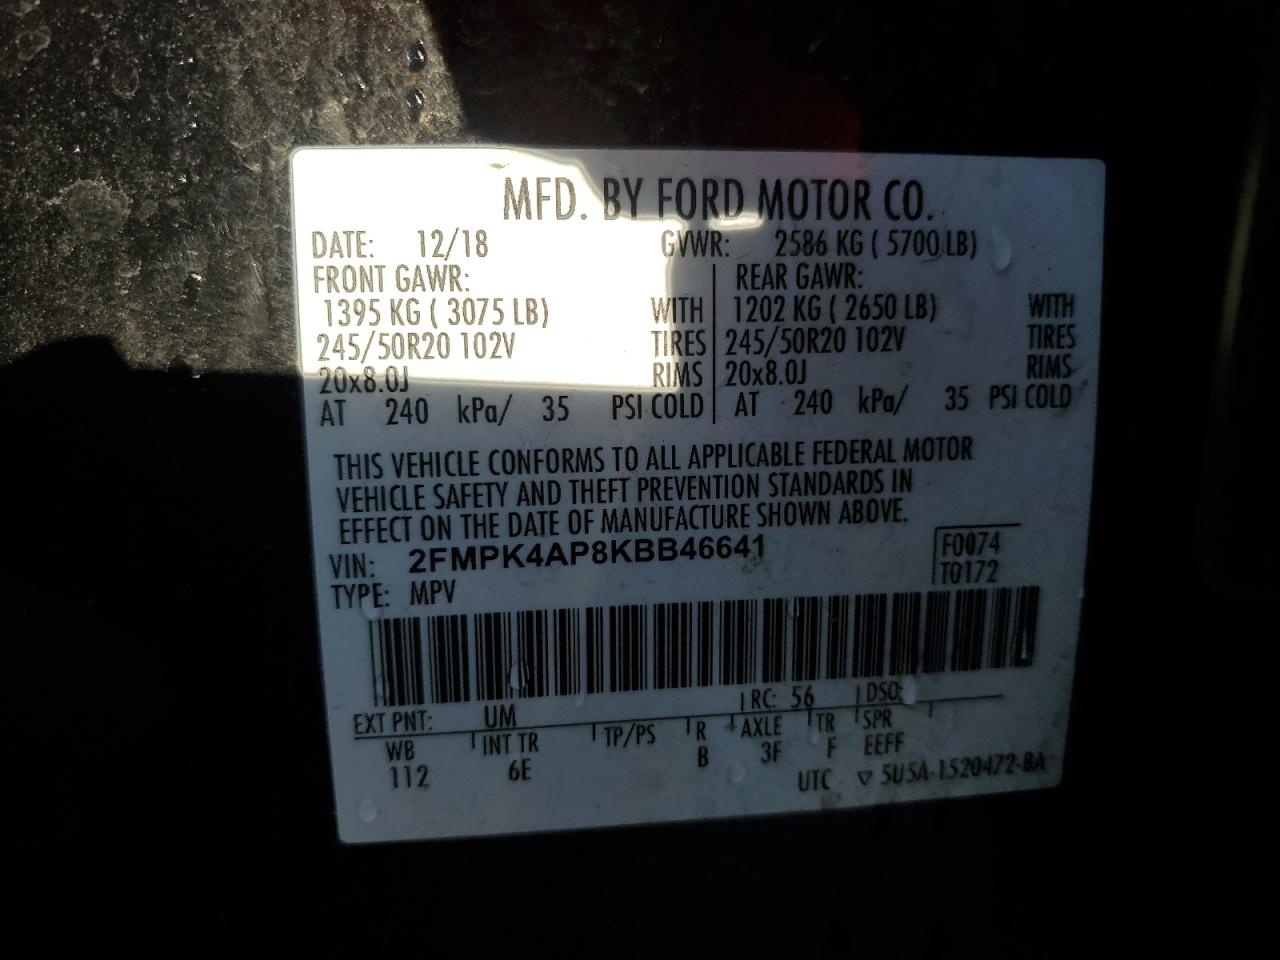 MFD. BY FORD MOTOR CO.
DATE: 12/18 GVWR: 2586 KG ( 5700 LB)
FRONT GAWR: REAR GAWR:
1395 KG ( 3075 LB) WITH 1202 KG ( 2650 LB) WITH
245/50R20 102V TIRES 245/50R20 102V TIRES
20x8.0J RIMS 20x8.0J RIMS
AT 240 kPa/ 35 PSI COLD AT 240 kPa/ 35 PSI COLD
THIS VEHICLE CONFORMS TO ALL APPLICABLE FEDERAL MOTOR
VEHICLE SAFETY AND THEFT PREVENTION STANDARDS IN
EFFECT ON THE DATE OF MANUFACTURE SHOWN ABOVE.
VIN: 2FMPK4AP8KBB46641 F0074
TYPE: MPV T0172
EXT PNT: UM RC: 56 DSO:
WB INT TR TP/PS R AXLE TR SPR
112 6E B 3F F EEFF
UTC ▽ 5U5A-1520472-BA